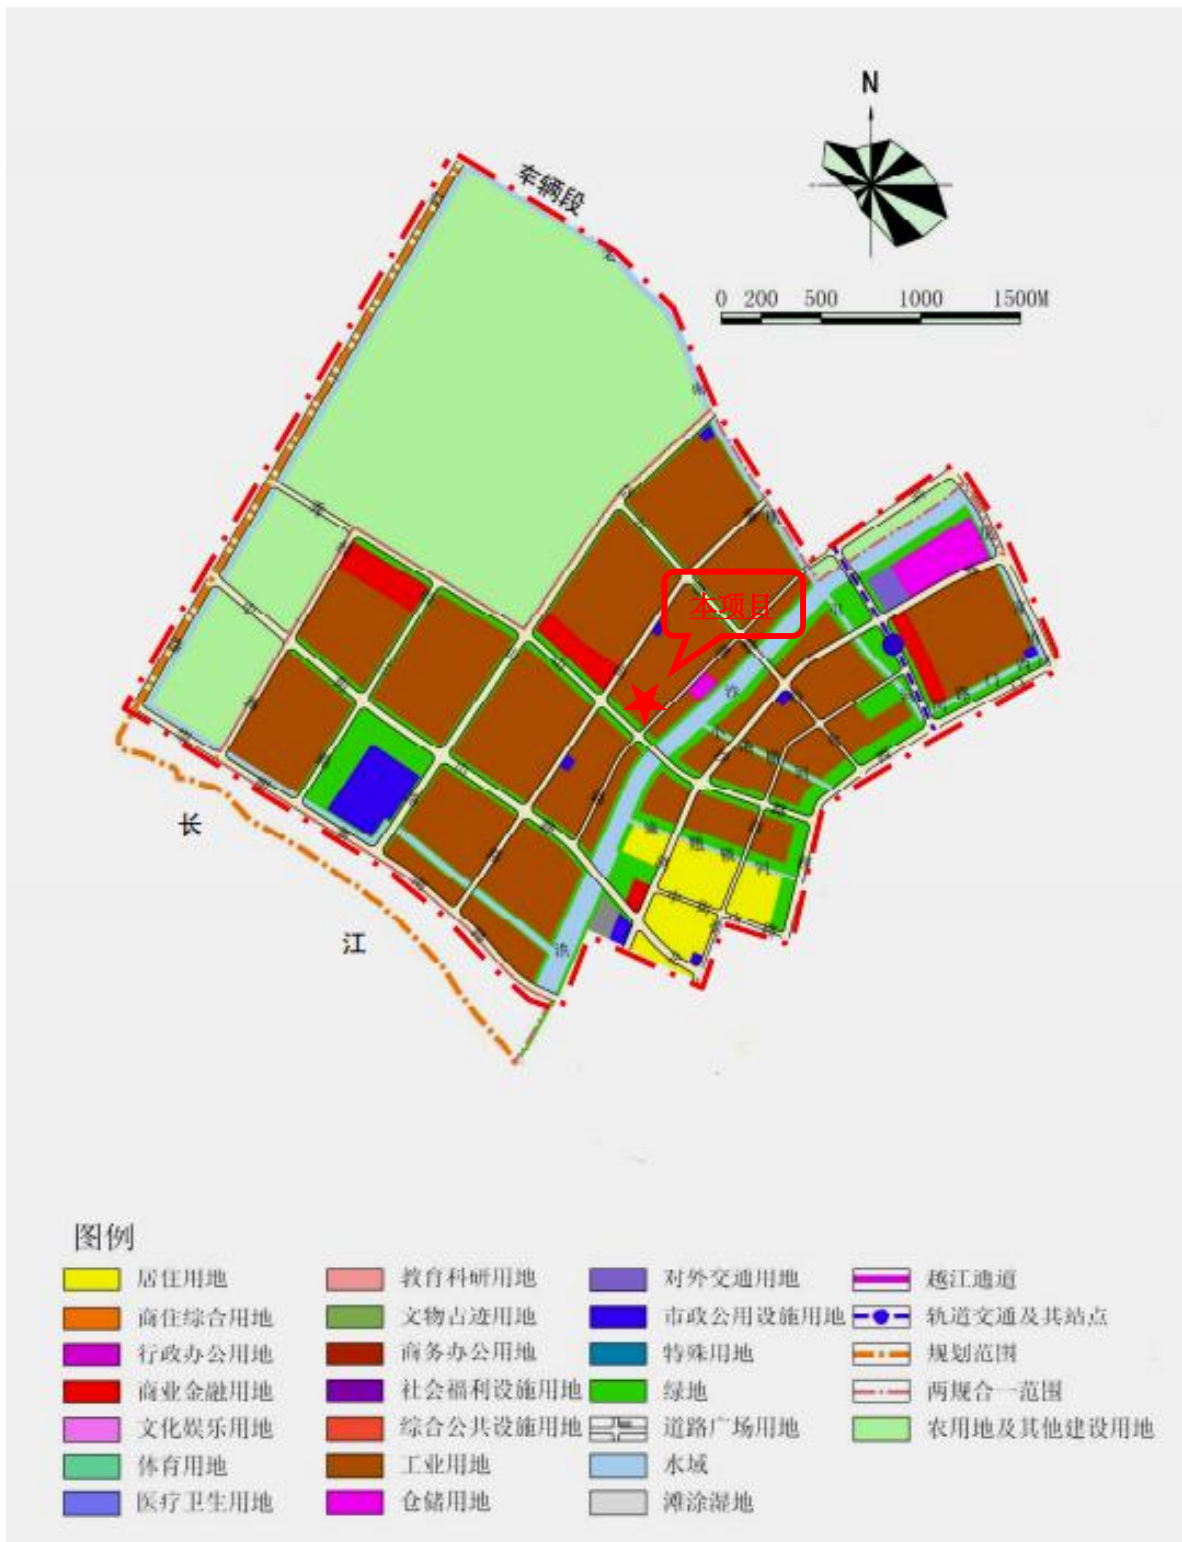 N
车辆段
0 200 500 1000 1500M
本项目
长
江
图例
居住用地
教育科研用地
对外交通用地
越江通道
商住综合用地
文物古迹用地
市政公用设施用地
轨道交通及其站点
行政办公用地
商务办公用地
特殊用地
规划范围
商业金融用地
社会福利设施用地
绿地
两规合一范围
文化娱乐用地
综合公共设施用地
道路广场用地
农用地及其他建设用地
体育用地
工业用地
水域
医疗卫生用地
仓储用地
滩涂湿地